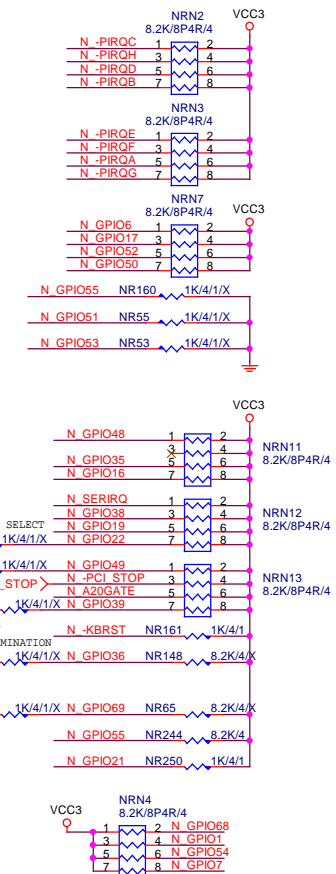 NRN2 VCC3
8.2K/8P4R/4
N_-PIRQC 1 2
N_-PIRQH 3 4
N_-PIRQD 5 6
N_-PIRQB 7 8
NRN3
8.2K/8P4R/4
N_-PIRQE 1 2
N_-PIRQF 3 4
N_-PIRQA 5 6
N_-PIRQG 7 8
NRN7
8.2K/8P4R/4 VCC3
N_GPIO6 1 2
N_GPIO17 3 4
N_GPIO52 5 6
N_GPIO50 7 8
N_GPIO55 NR160 1K/4/1/X
N_GPIO51 NR55 1K/4/1/X
N_GPIO53 NR53 1K/4/1/X
VCC3
N_GPIO48 1 2
3 4 NRN11
N_GPIO35 5 6 8.2K/8P4R/4
N_GPIO16 7 8
N_SERIRQ 1 2
N_GPIO38 3 4 NRN12
SELECT N_GPIO19 5 6 8.2K/8P4R/4
1K/4/1/X N_GPIO22 7 8
1K/4/1/X N_GPIO49 1 2
_STOP N_-PCI_STOP 3 4 NRN13
N_A20GATE 5 6 8.2K/8P4R/4
1K/4/1/X N_GPIO39 7 8
N_-KBRST NR161 1K/4/1
MINATION
1K/4/1/X N_GPIO36 NR148 8.2K/4/X
1K/4/1/X N_GPIO69 NR65 8.2K/4/X
N_GPIO55 NR244 8.2K/4
N_GPIO21 NR250 1K/4/1
NRN4
VCC3 8.2K/8P4R/4
1 2 N_GPIO68
3 4 N_GPIO1
5 6 N_GPIO54
7 8 N_GPIO7